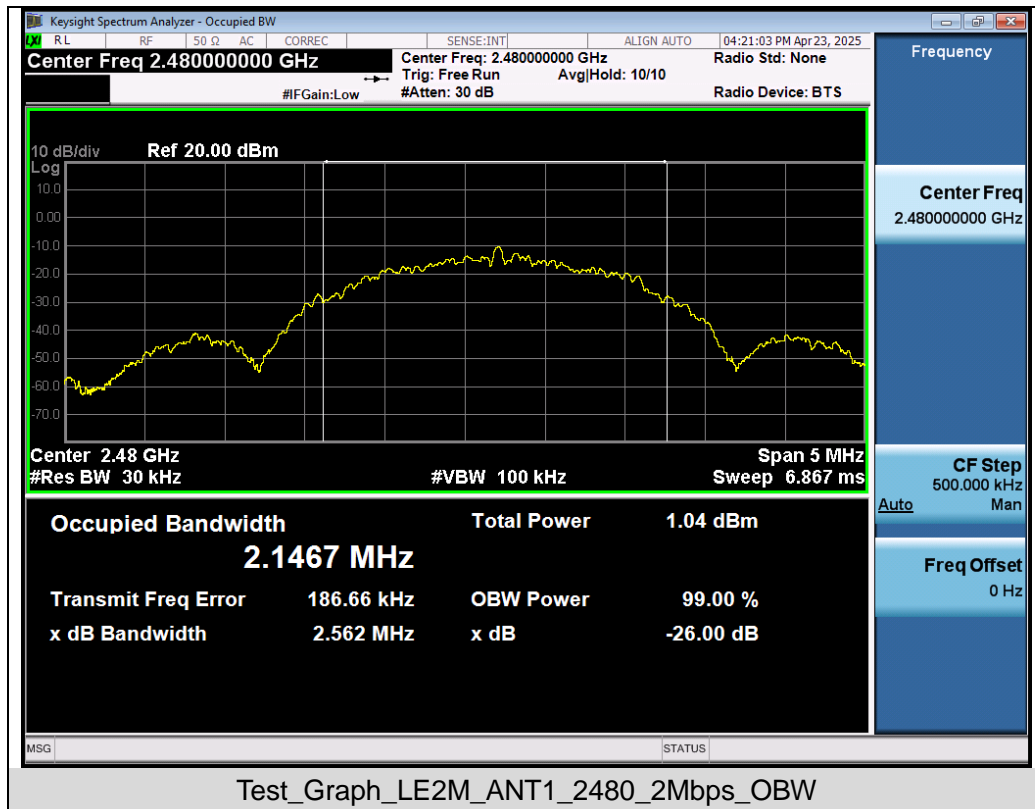 Keysight Spectrum Analyzer - Occupied BW
LXI RL RF 50 Ω AC CORREC SENSE:INT ALIGN AUTO 04:21:03 PM Apr 23, 2025
Center Freq 2.480000000 GHz
Center Freq: 2.480000000 GHz
Radio Std: None
Trig: Free Run Avg|Hold: 10/10
#IFGain:Low
#Atten: 30 dB
Radio Device: BTS
10 dB/div Ref 20.00 dBm
Log
10.0
0.00
-10.0
-20.0
-30.0
-40.0
-50.0
-60.0
-70.0
Center 2.48 GHz
Span 5 MHz
#Res BW 30 kHz
#VBW 100 kHz
Sweep 6.867 ms
Occupied Bandwidth
Total Power 1.04 dBm
2.1467 MHz
Transmit Freq Error 186.66 kHz
OBW Power 99.00 %
x dB Bandwidth 2.562 MHz
x dB -26.00 dB
Frequency
Center Freq
2.480000000 GHz
CF Step
500.000 kHz
Auto Man
Freq Offset
0 Hz
MSG
STATUS
Test_Graph_LE2M_ANT1_2480_2Mbps_OBW